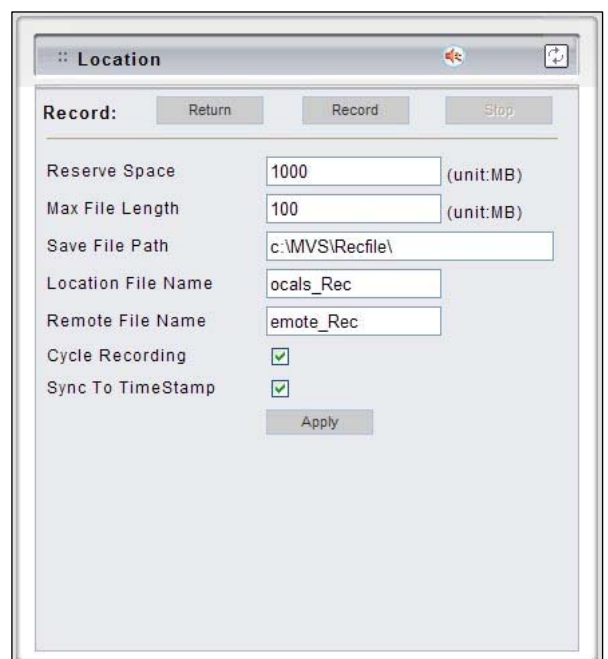 Location
Record: Return Record Stop
Reserve Space 1000 (unit:MB)
Max File Length 100 (unit:MB)
Save File Path c:\MVS\Recfile\
Location File Name ocals_Rec
Remote File Name emote_Rec
Cycle Recording
Sync To TimeStamp
Apply